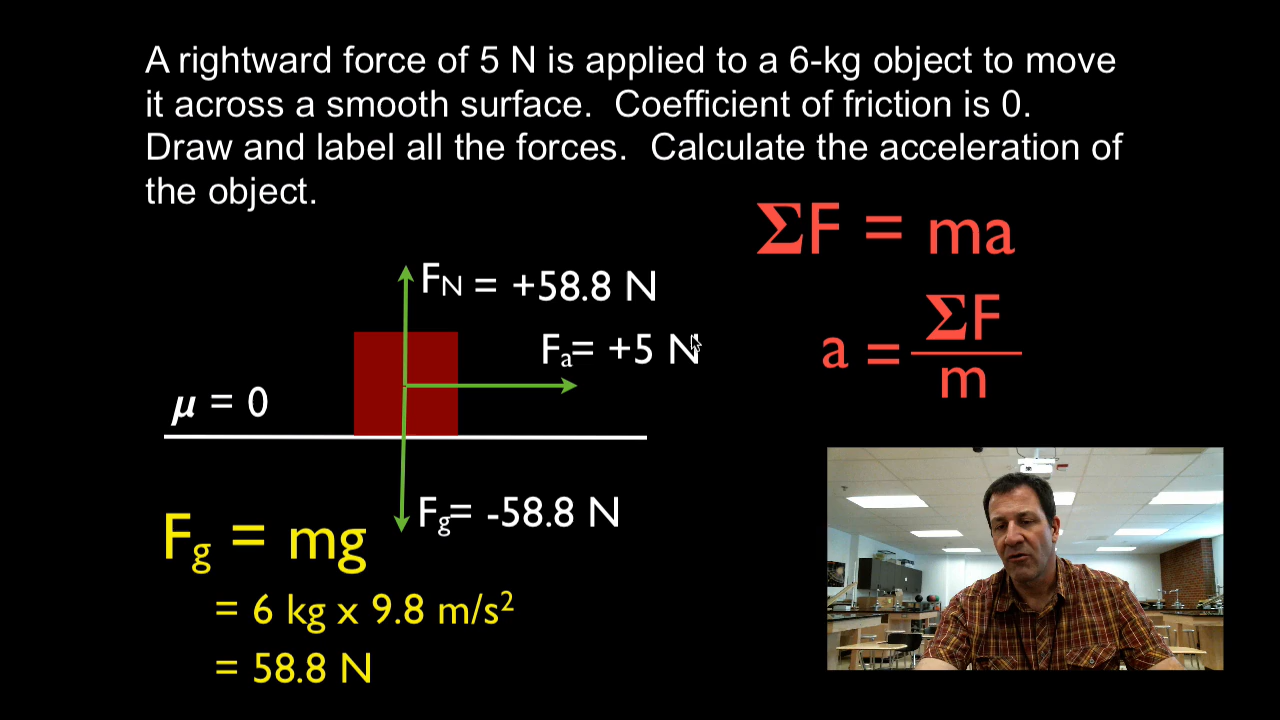 A rightward force of 5 N is applied to a 6-kg object to move
it across a smooth surface.  Coefficient of friction is 0.
Draw and label all the forces.  Calculate the acceleration of
the object.
ΣF = ma
a = ΣF
m
FN = +58.8 N
Fa= +5 N
μ = 0
Fg= -58.8 N
Fg = mg
= 6 kg x 9.8 m/s²
= 58.8 N